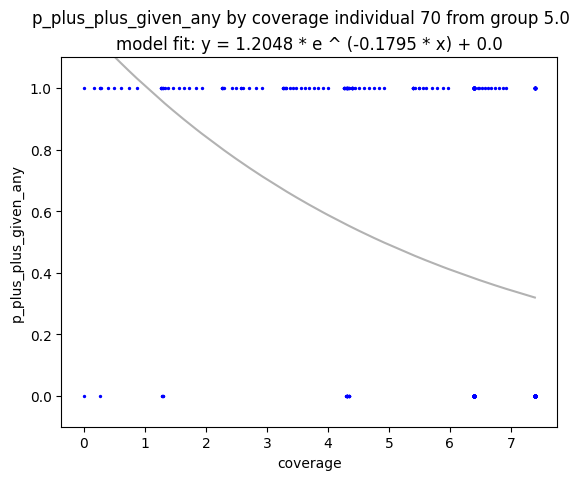 p_plus_plus_given_any by coverage individual 70 from group 5.0
model fit: y = 1.2048 * e ^ (-0.1795 * x) + 0.0
p_plus_plus_given_any
1.0
0.8
0.6
0.4
0.2
0.0
0 1 2 3 4 5 6 7
coverage